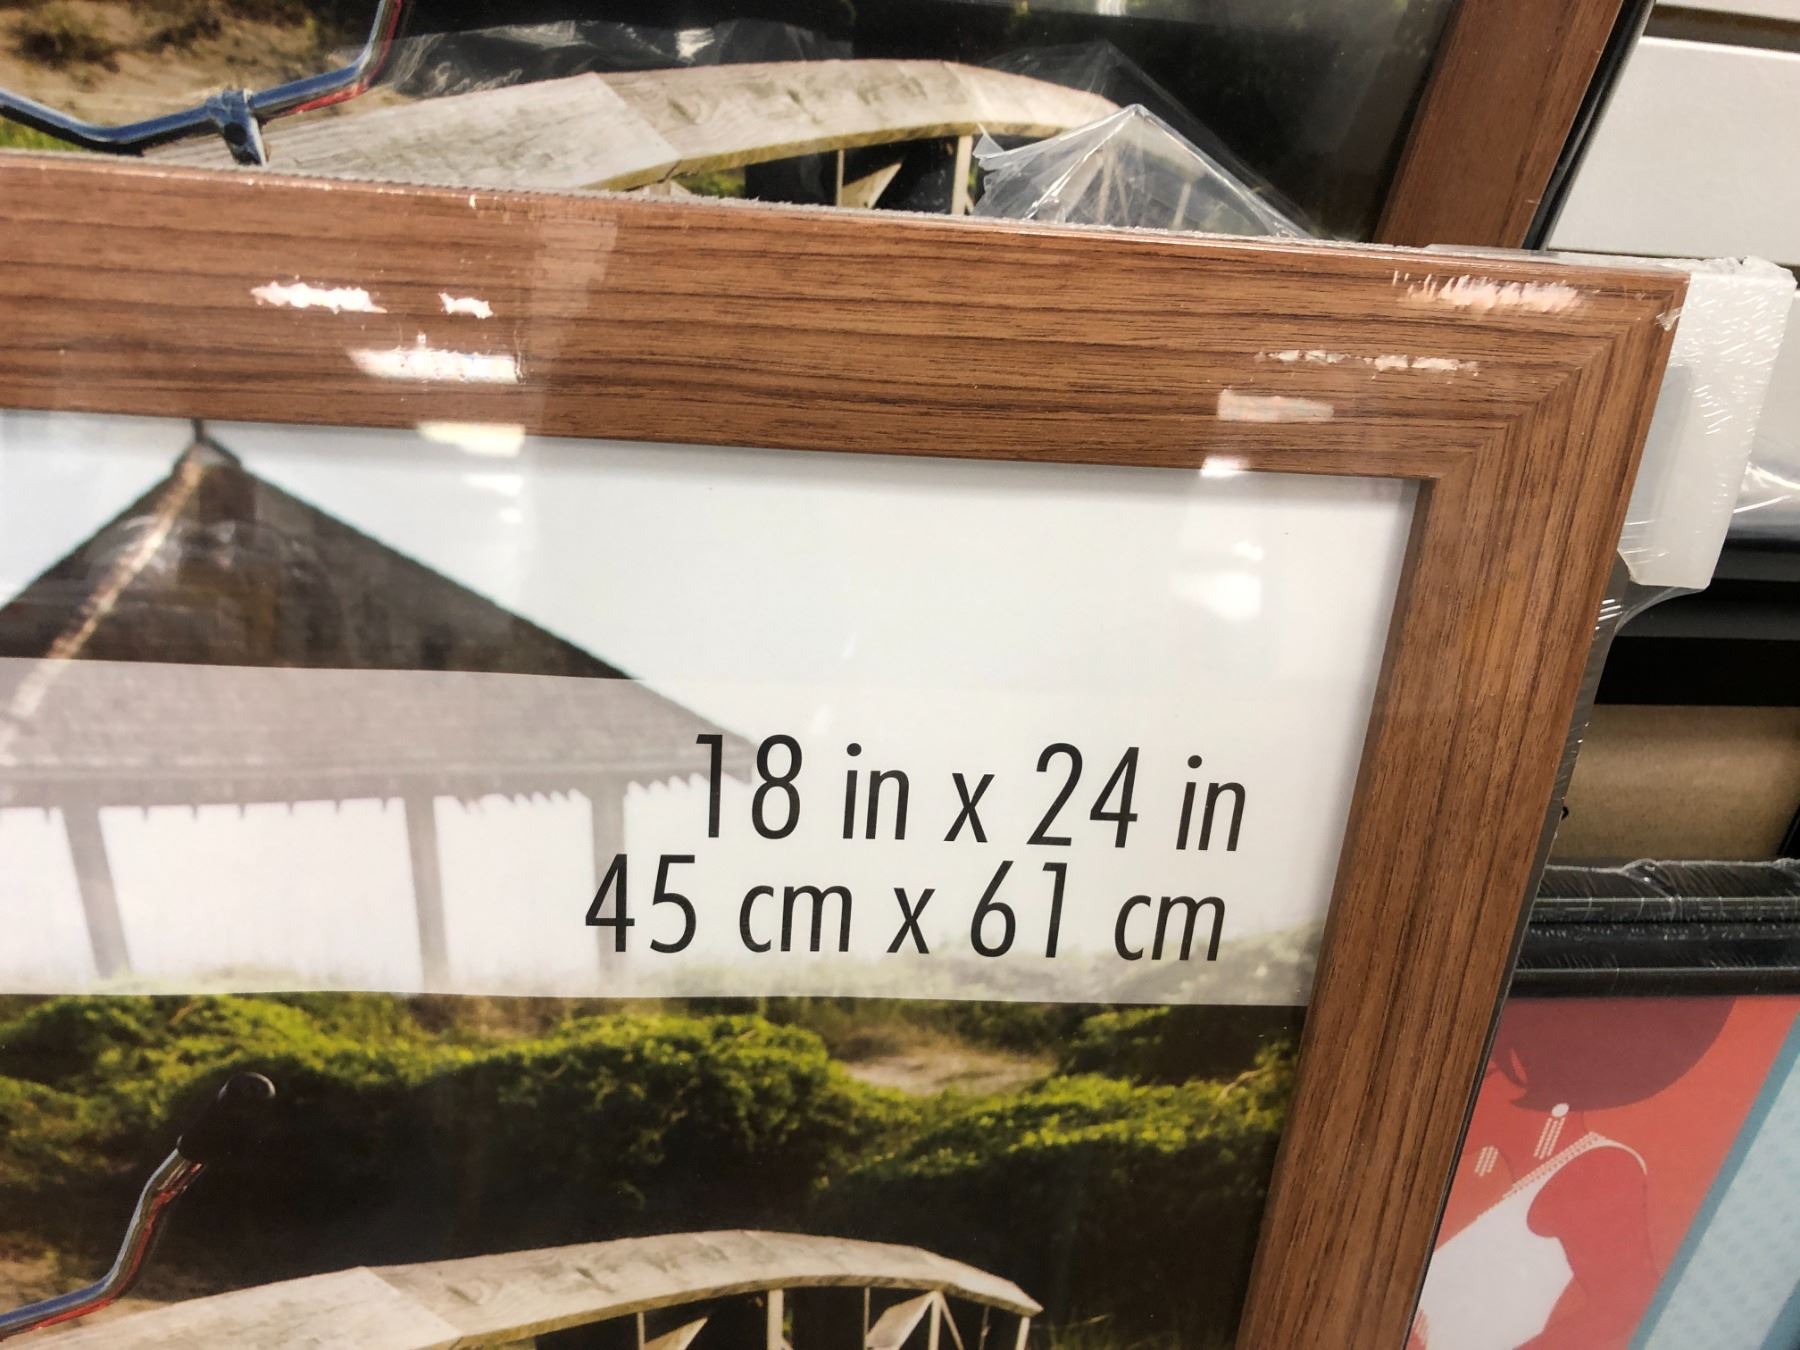 18 in x 24 in
45 cm x 61 cm